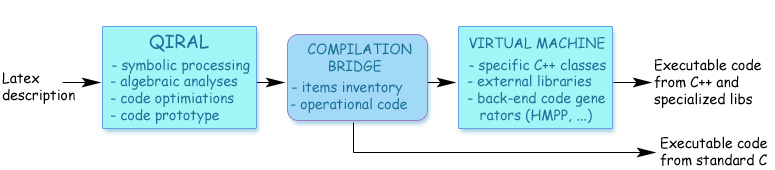 Latex
description
QIRAL
- symbolic processing
- algebraic analyses
- code optimiations
- code prototype
COMPILATION
BRIDGE
- items inventory
- operational code
VIRTUAL MACHINE
- specific C++ classes
- external libraries
- back-end code gene
rators (HMPP, ...)
Executable code
from C++ and
specialized libs
Executable code
from standard C